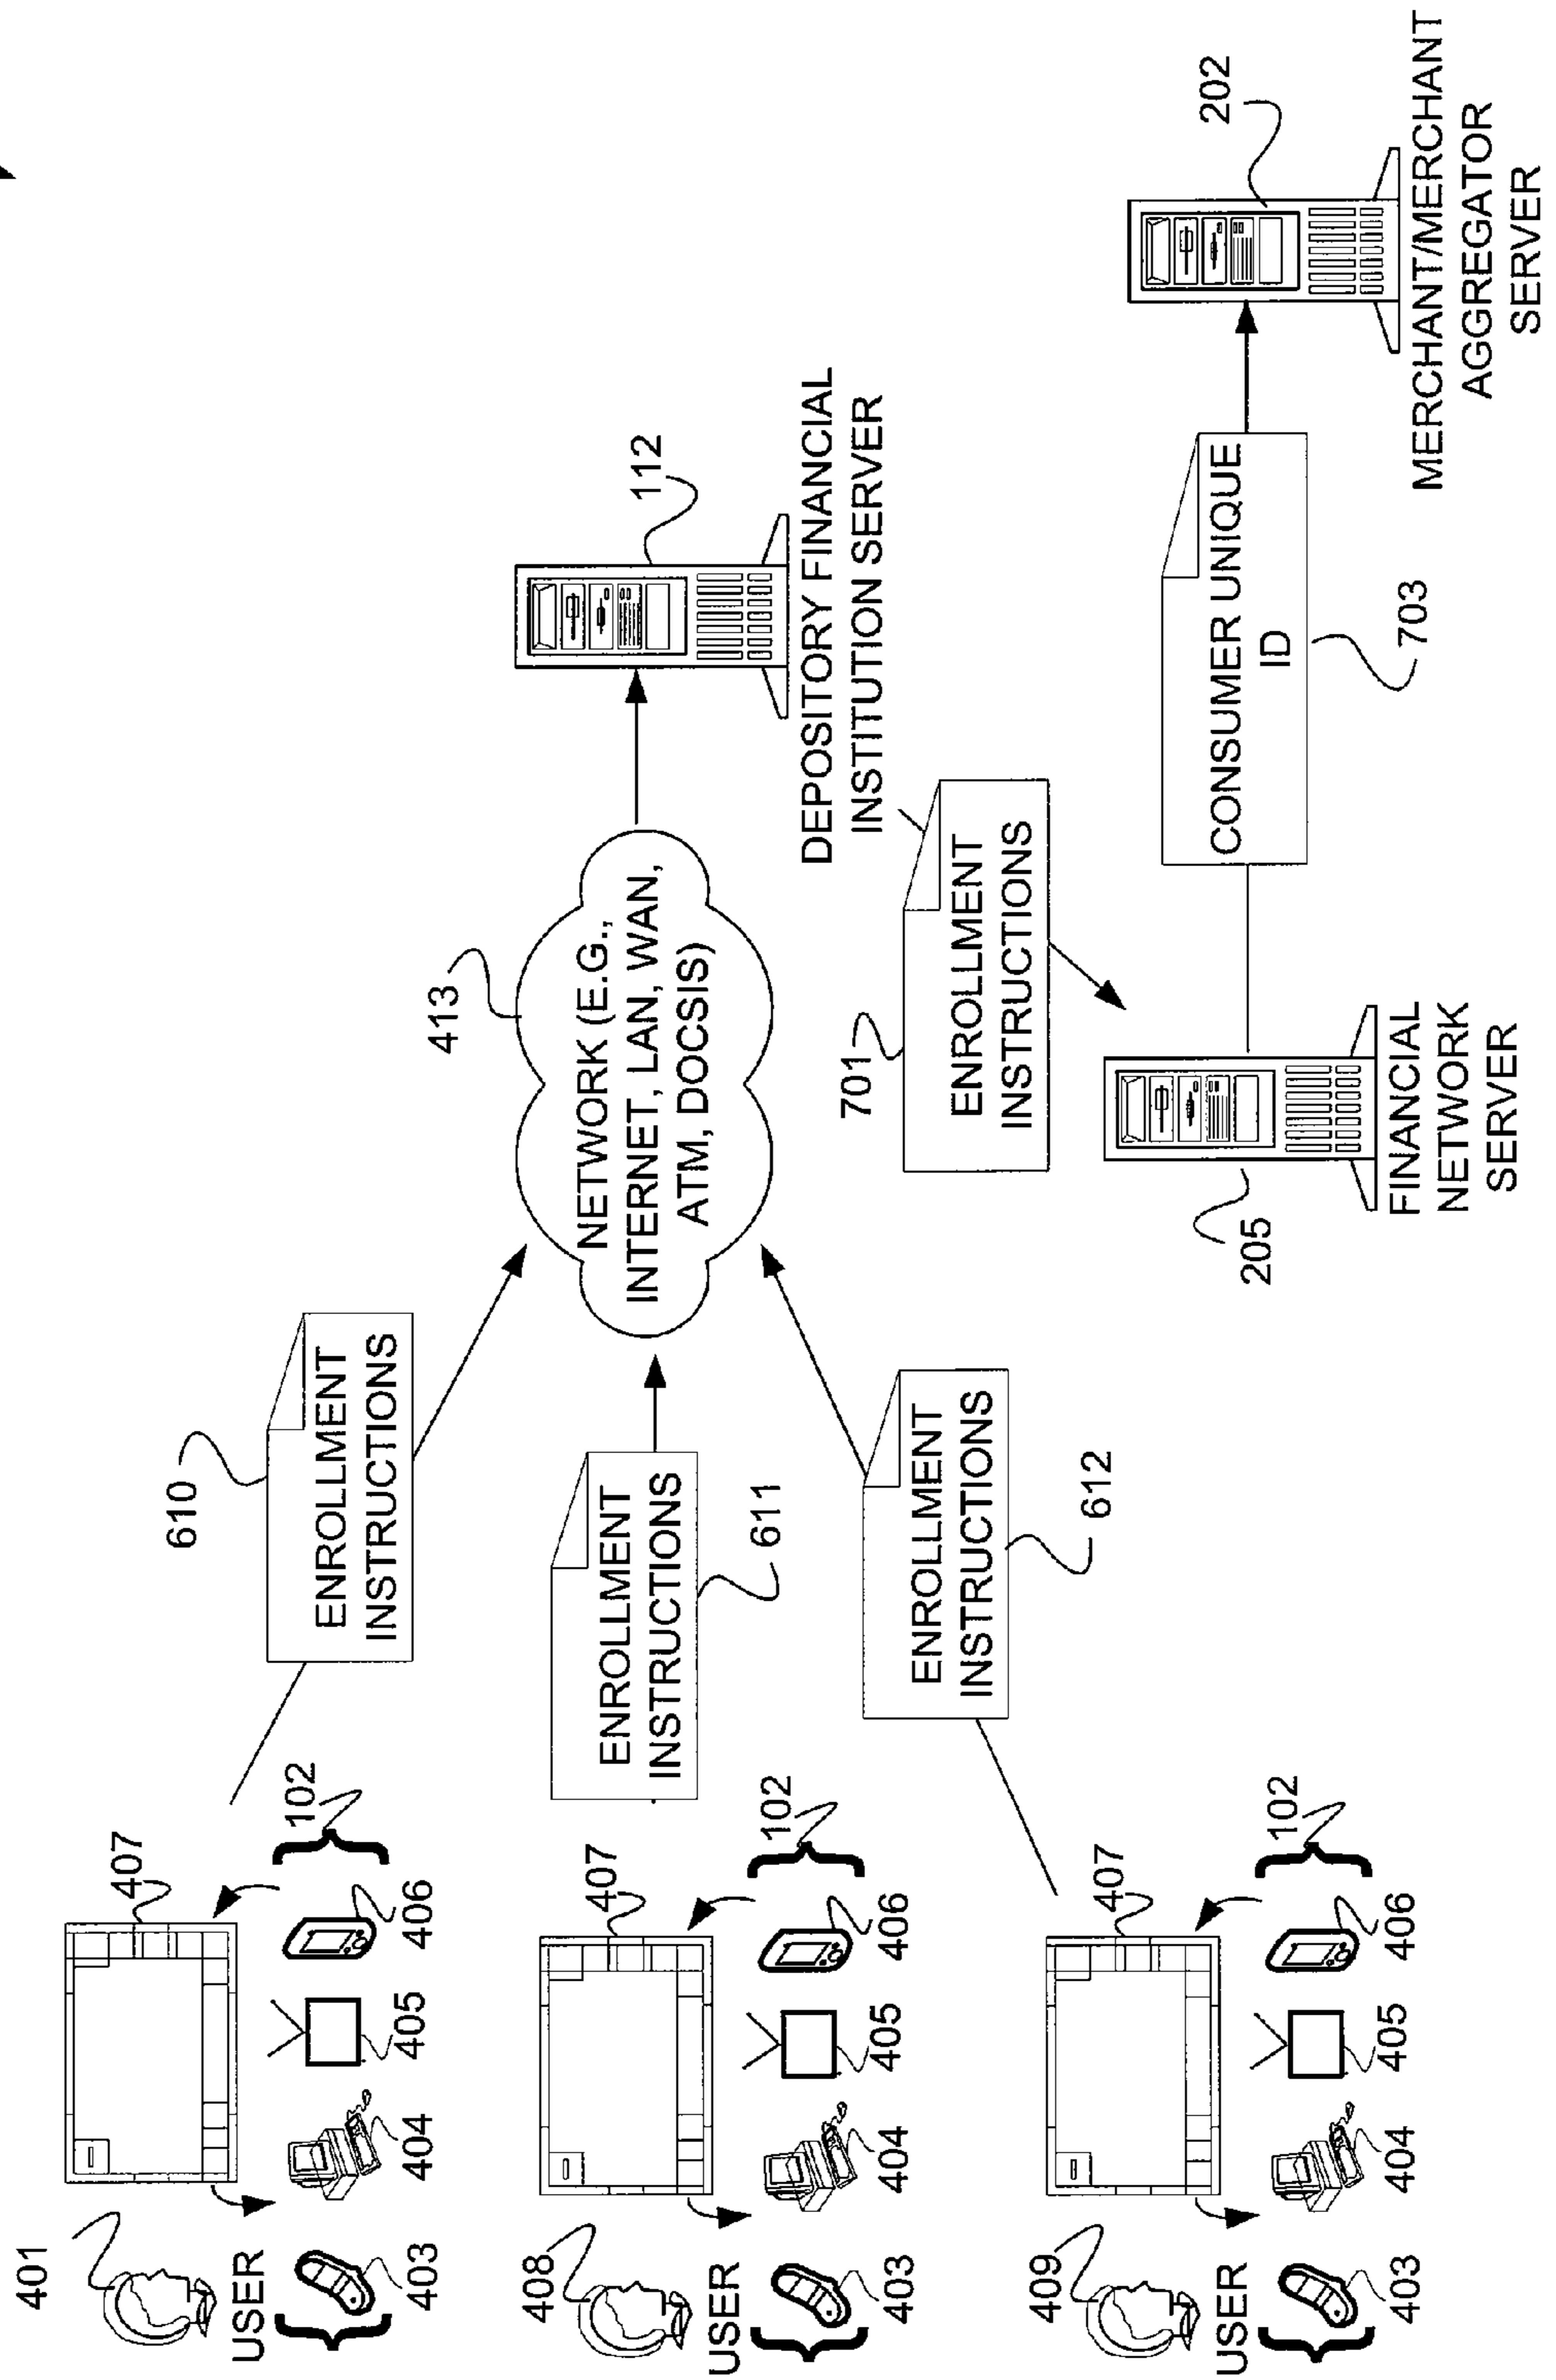 401
USER
403
404
405
406
407
102
610
ENROLLMENT
INSTRUCTIONS
408
USER
403
404
405
406
407
102
ENROLLMENT
INSTRUCTIONS
611
409
USER
403
404
405
406
407
102
ENROLLMENT
INSTRUCTIONS
612
413
NETWORK (E.G.,
INTERNET, LAN, WAN,
ATM, DOCSIS)
112
DEPOSITORY FINANCIAL
INSTITUTION SERVER
701
ENROLLMENT
INSTRUCTIONS
205
FINANCIAL
NETWORK
SERVER
CONSUMER UNIQUE
ID
703
202
MERCHANT/MERCHANT
AGGREGATOR
SERVER